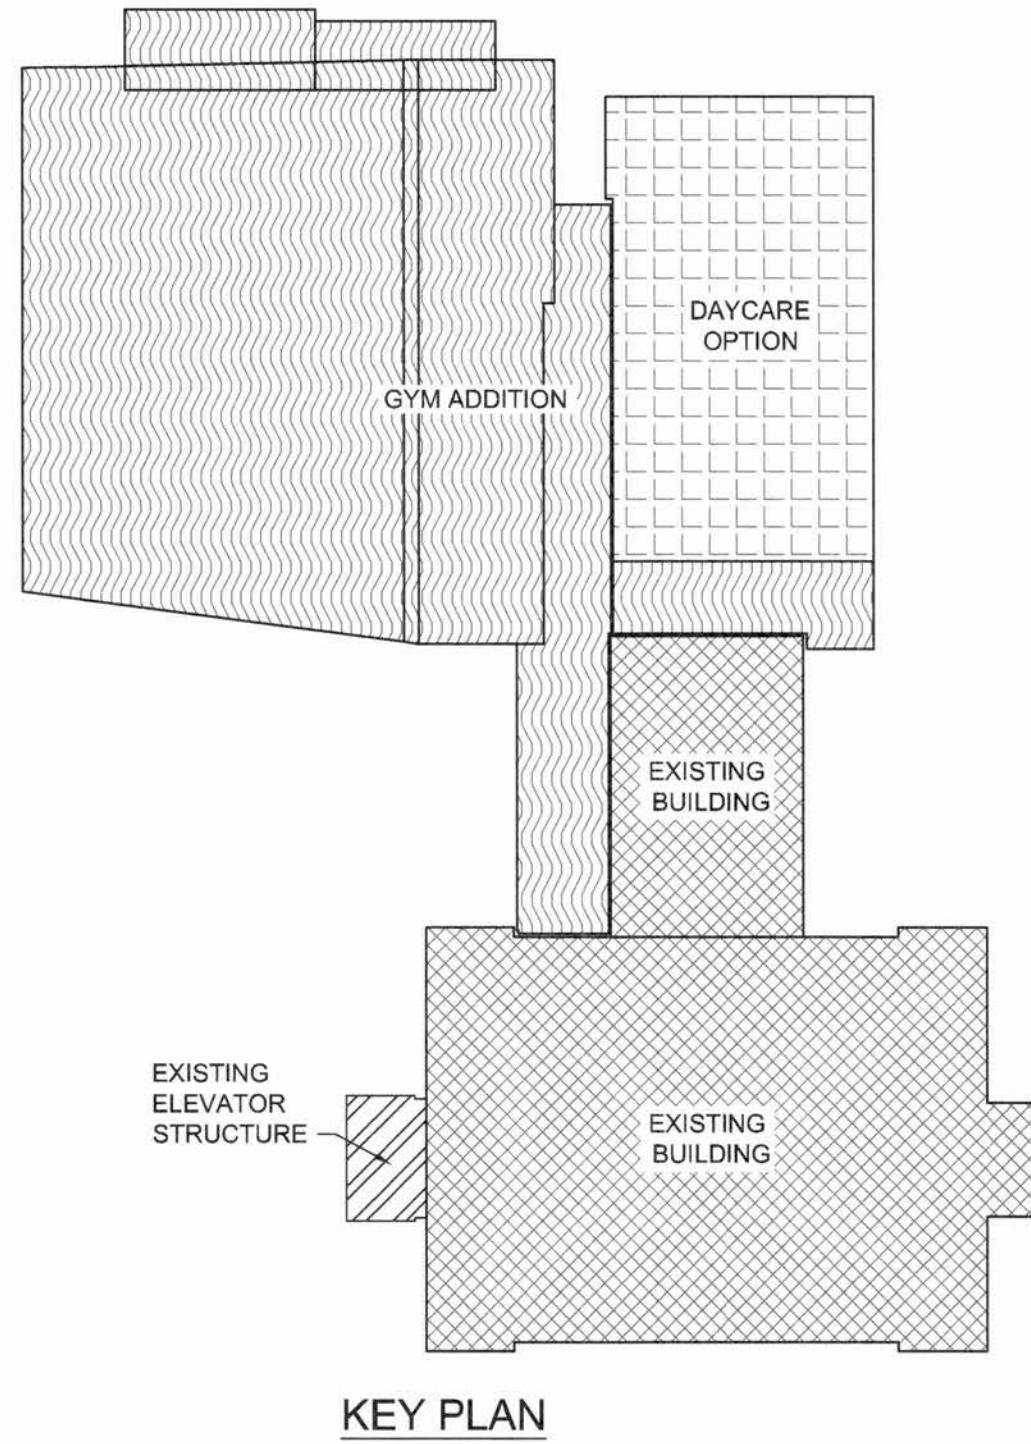 DAYCARE
OPTION
GYM ADDITION
EXISTING
BUILDING
EXISTING
ELEVATOR
STRUCTURE
EXISTING
BUILDING
KEY PLAN